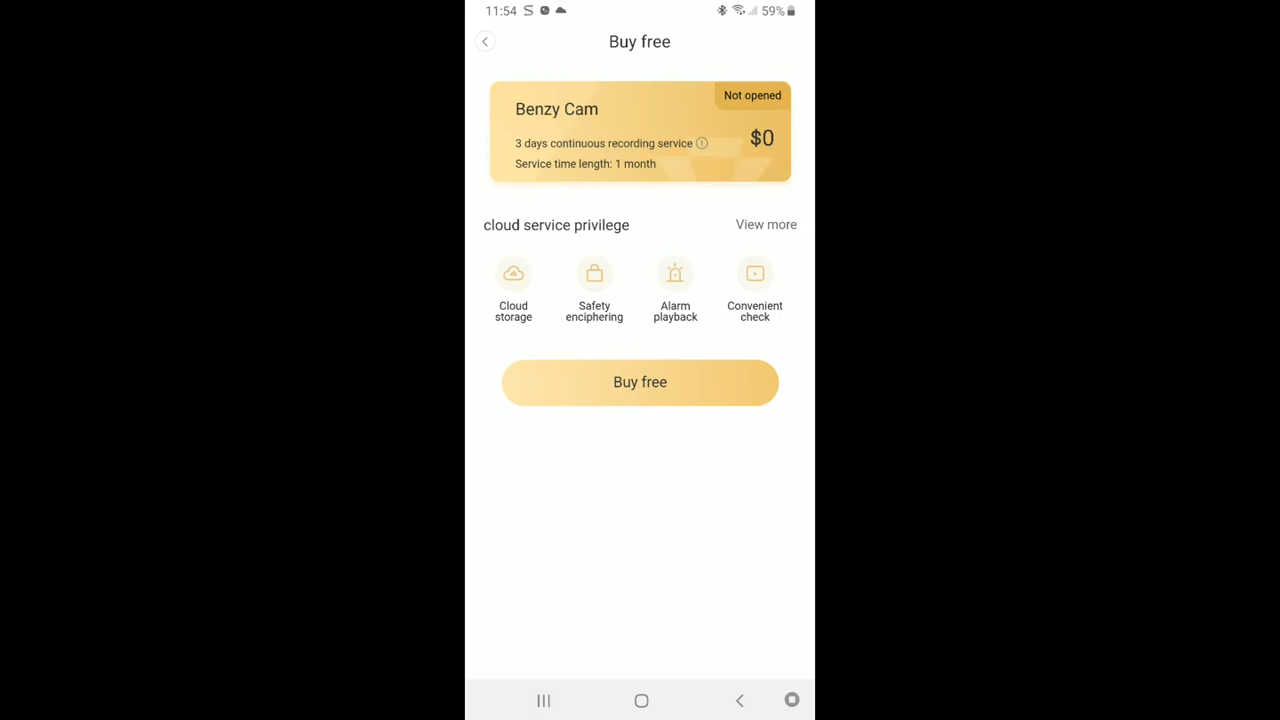 11:54 59%
Buy free
Not opened
Benzy Cam
$0
3 days continuous recording service
Service time length: 1 month
cloud service privilege View more
Cloud storage
Safety enciphering
Alarm playback
Convenient check
Buy free